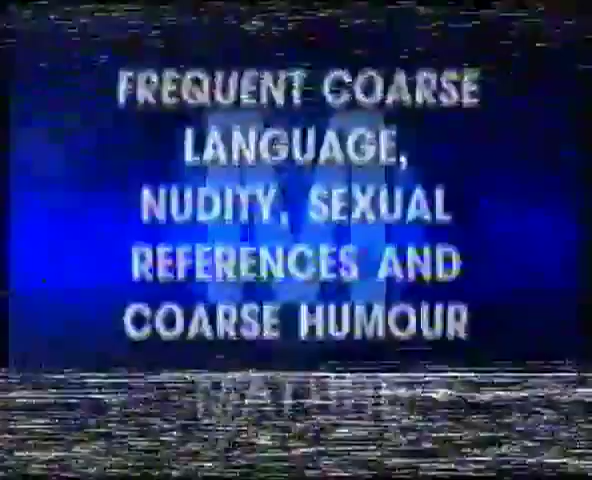 FREQUENT COARSE
LANGUAGE,
NUDITY, SEXUAL
REFERENCES AND
COARSE HUMOUR
M